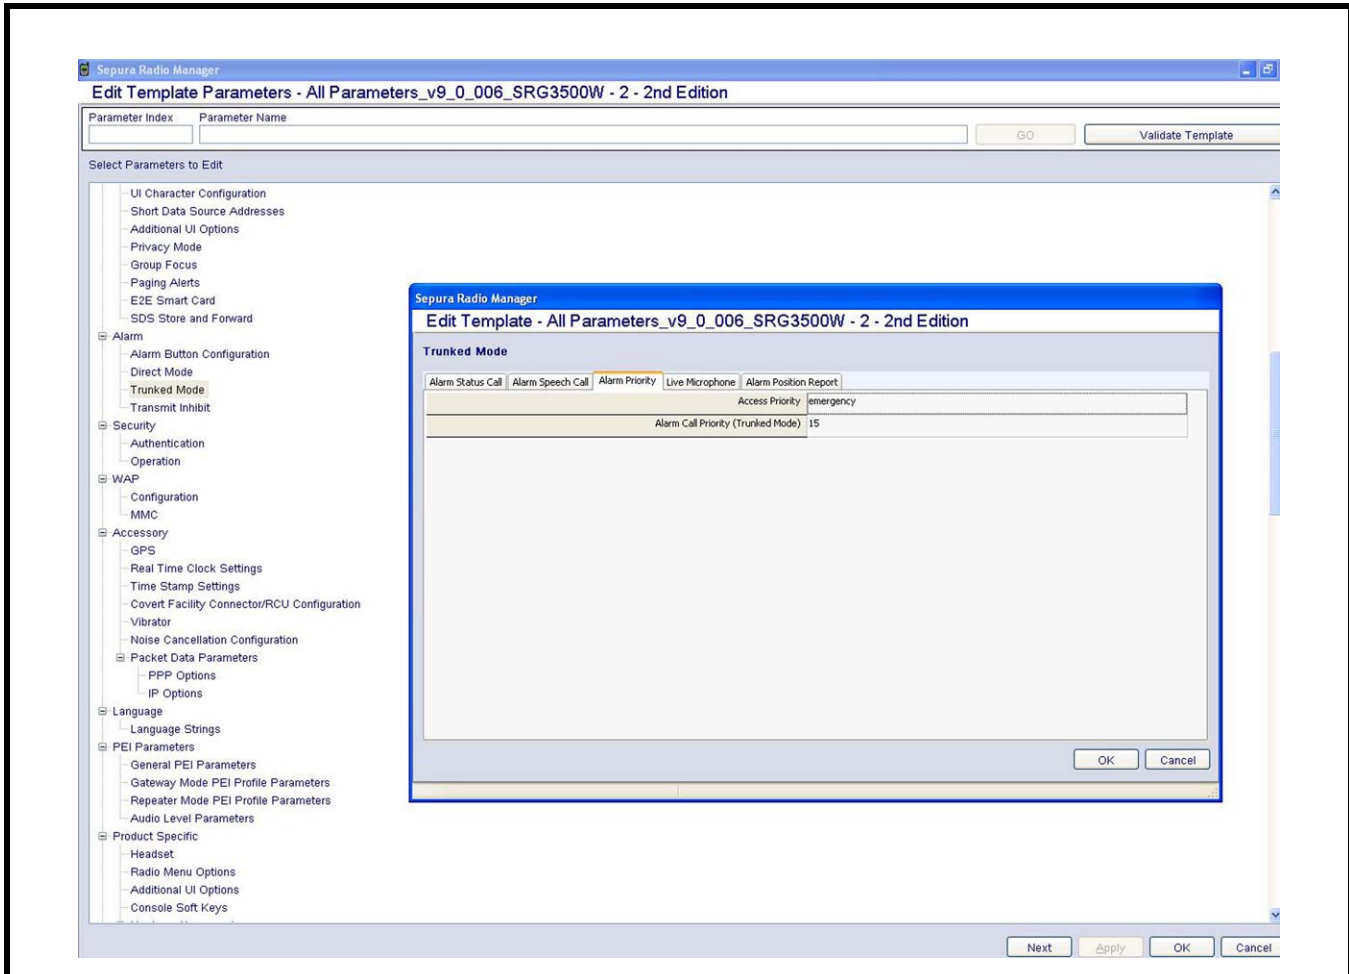 Sepura Radio Manager
Edit Template Parameters - All Parameters_v9_0_006_SRG3500W - 2 - 2nd Edition
Parameter Index Parameter Name
GO Validate Template
Select Parameters to Edit
UI Character Configuration
Short Data Source Addresses
Additional UI Options
Privacy Mode
Group Focus
Paging Alerts
E2E Smart Card
SDS Store and Forward
Alarm
Alarm Button Configuration
Direct Mode
Trunked Mode
Transmit Inhibit
Security
Authentication
Operation
WAP
Configuration
MMC
Accessory
GPS
Real Time Clock Settings
Time Stamp Settings
Covert Facility Connector/RCU Configuration
Vibrator
Noise Cancellation Configuration
Packet Data Parameters
PPP Options
IP Options
Language
Language Strings
PEI Parameters
General PEI Parameters
Gateway Mode PEI Profile Parameters
Repeater Mode PEI Profile Parameters
Audio Level Parameters
Product Specific
Headset
Radio Menu Options
Additional UI Options
Console Soft Keys
Sepura Radio Manager
Edit Template - All Parameters_v9_0_006_SRG3500W - 2 - 2nd Edition
Trunked Mode
Alarm Status Call Alarm Speech Call Alarm Priority Live Microphone Alarm Position Report
Access Priority emergency
Alarm Call Priority (Trunked Mode) 15
OK Cancel
Next Apply OK Cancel